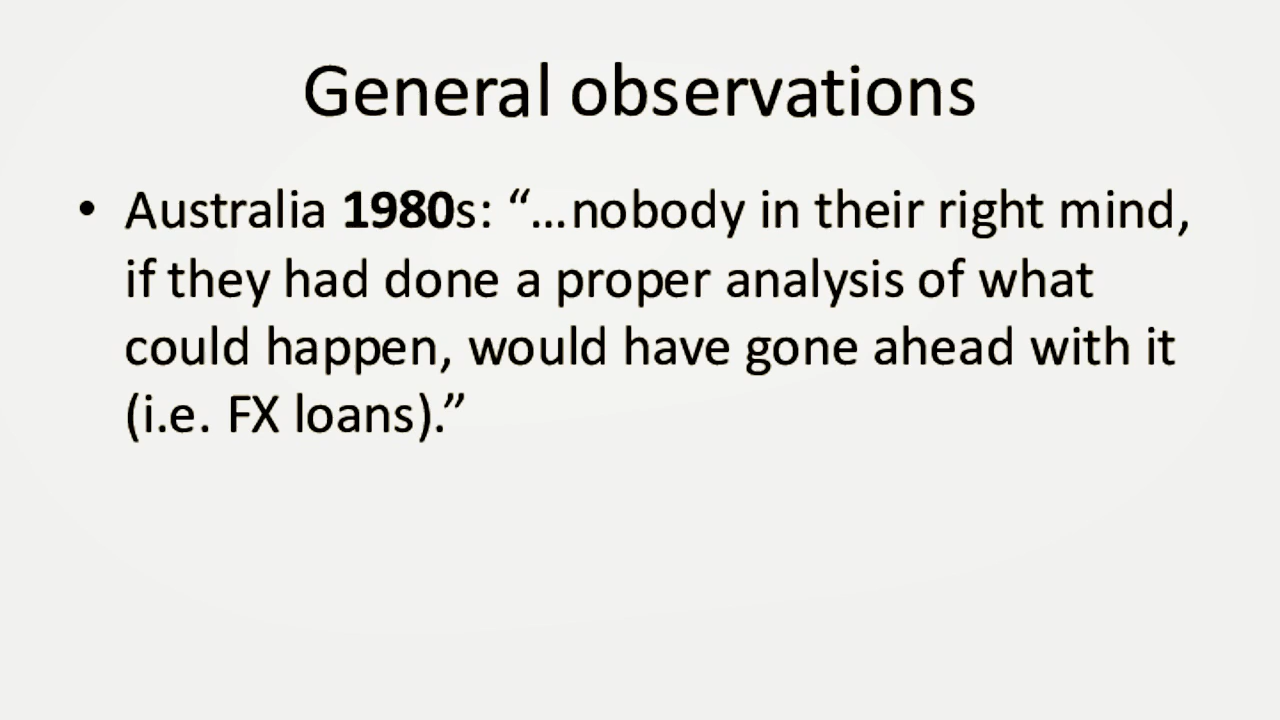 General observations
• Australia 1980s: “...nobody in their right mind,
if they had done a proper analysis of what
could happen, would have gone ahead with it
(i.e. FX loans).”